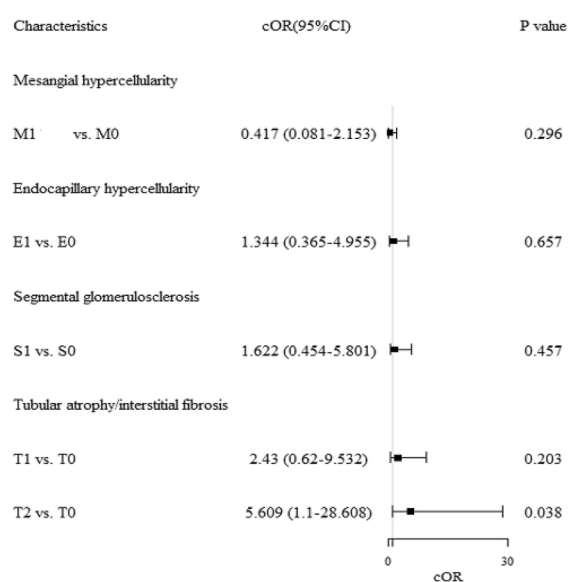 Characteristics cOR(95%CI) P value
Mesangial hypercellularity
M1 vs. M0 0.417 (0.081-2.153) 0.296
Endocapillary hypercellularity
E1 vs. E0 1.344 (0.365-4.955) 0.657
Segmental glomerulosclerosis
S1 vs. S0 1.622 (0.454-5.801) 0.457
Tubular atrophy/interstitial fibrosis
T1 vs. T0 2.43 (0.62-9.532) 0.203
T2 vs. T0 5.609 (1.1-28.608) 0.038
0 30
cOR